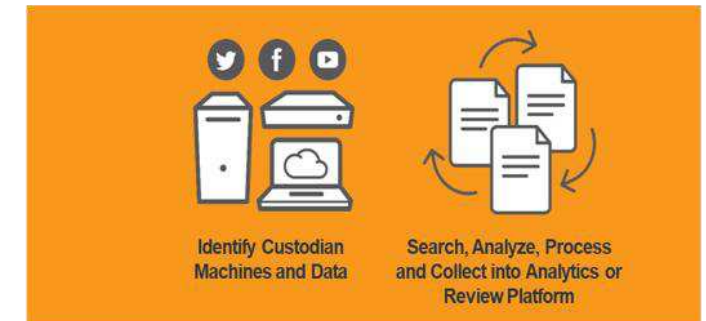 Identify Custodian
Machines and Data
Search, Analyze, Process
and Collect into Analytics or
Review Platform